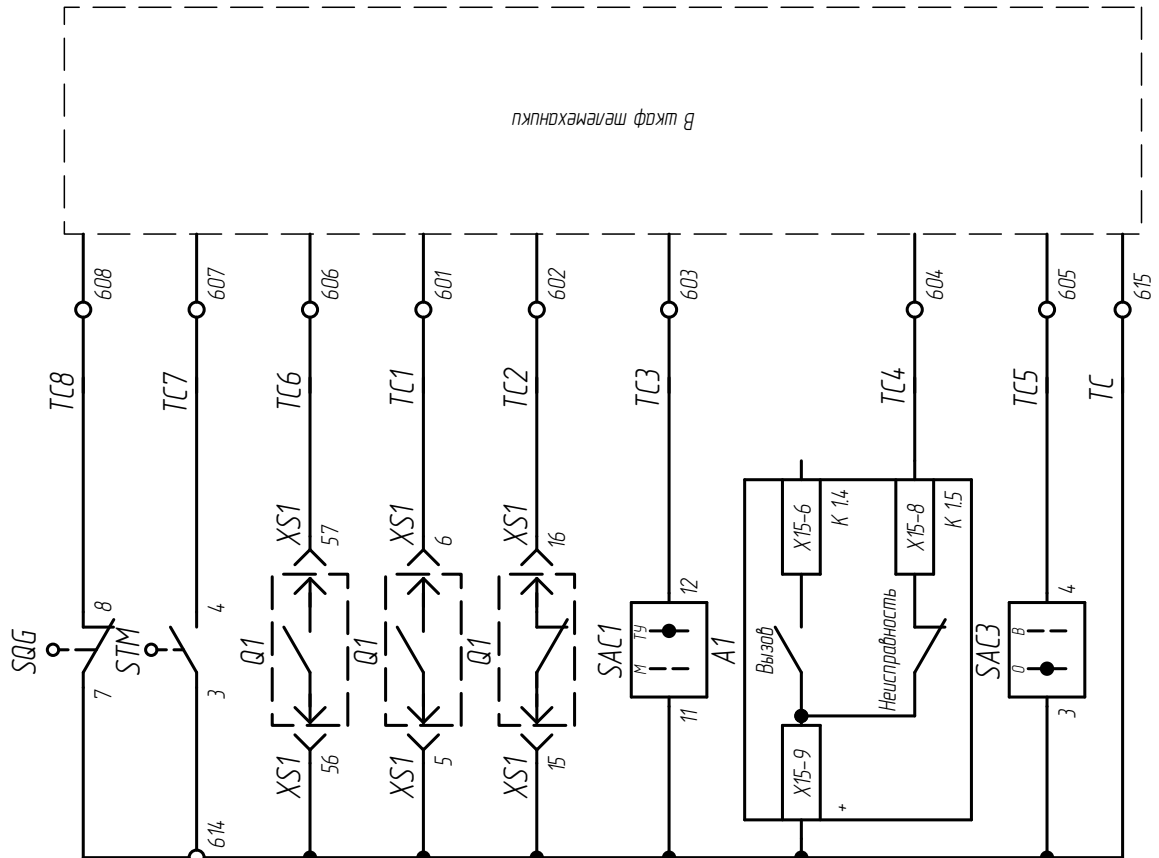 В шкаф телемеханики
608
607
606
601
602
603
604
605
615
ТС8
ТС7
ТС6
ТС1
ТС2
ТС3
ТС4
ТС5
ТС
SQG
7
8
STM
3
4
614
Q1
XS1
57
XS1
56
Q1
XS1
6
XS1
5
Q1
XS1
16
XS1
15
SAC1
М
ТУ
12
11
A1
X15-6
К 1.4
X15-8
К 1.5
Вызов
Неисправность
X15-9
+
SAC3
О
В
4
3